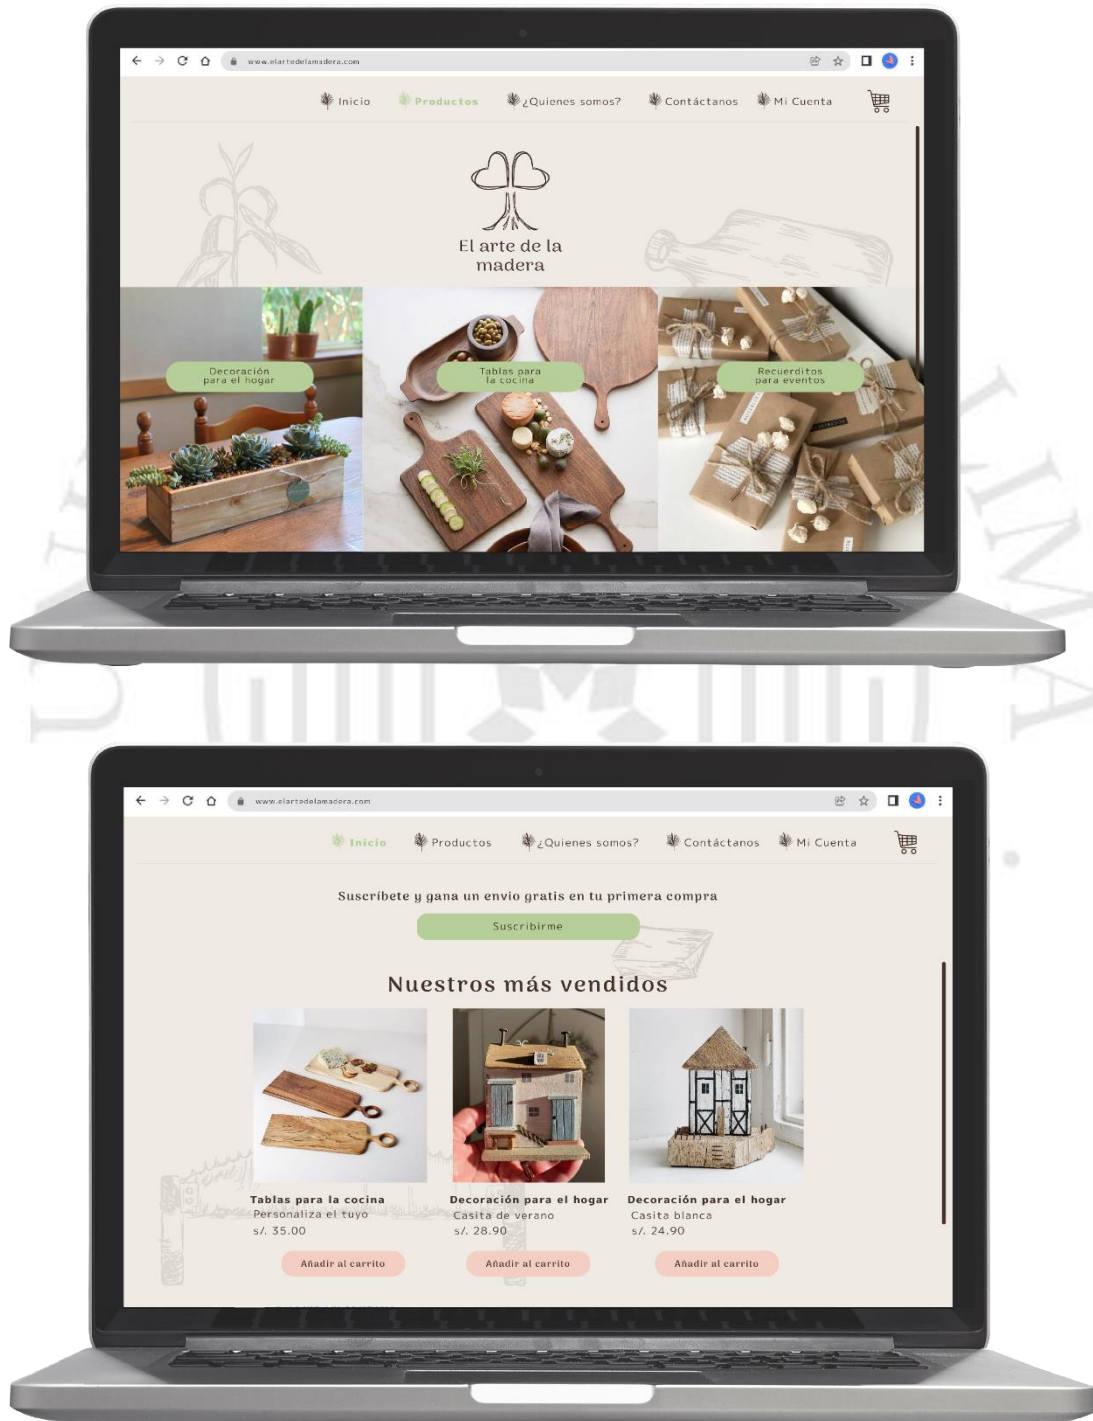 www.elartedelamadera.com
Inicio Productos ¿Quienes somos? Contáctanos Mi Cuenta
El arte de la
madera
Decoración
para el hogar
Tablas para
la cocina
Recuerditos
para eventos
www.elartedelamadera.com
Inicio Productos ¿Quienes somos? Contáctanos Mi Cuenta
Suscríbete y gana un envio gratis en tu primera compra
Suscribirme
Nuestros más vendidos
Tablas para la cocina
Personaliza el tuyo
s/. 35.00
Añadir al carrito
Decoración para el hogar
Casita de verano
s/. 28.90
Añadir al carrito
Decoración para el hogar
Casita blanca
s/. 24.90
Añadir al carrito